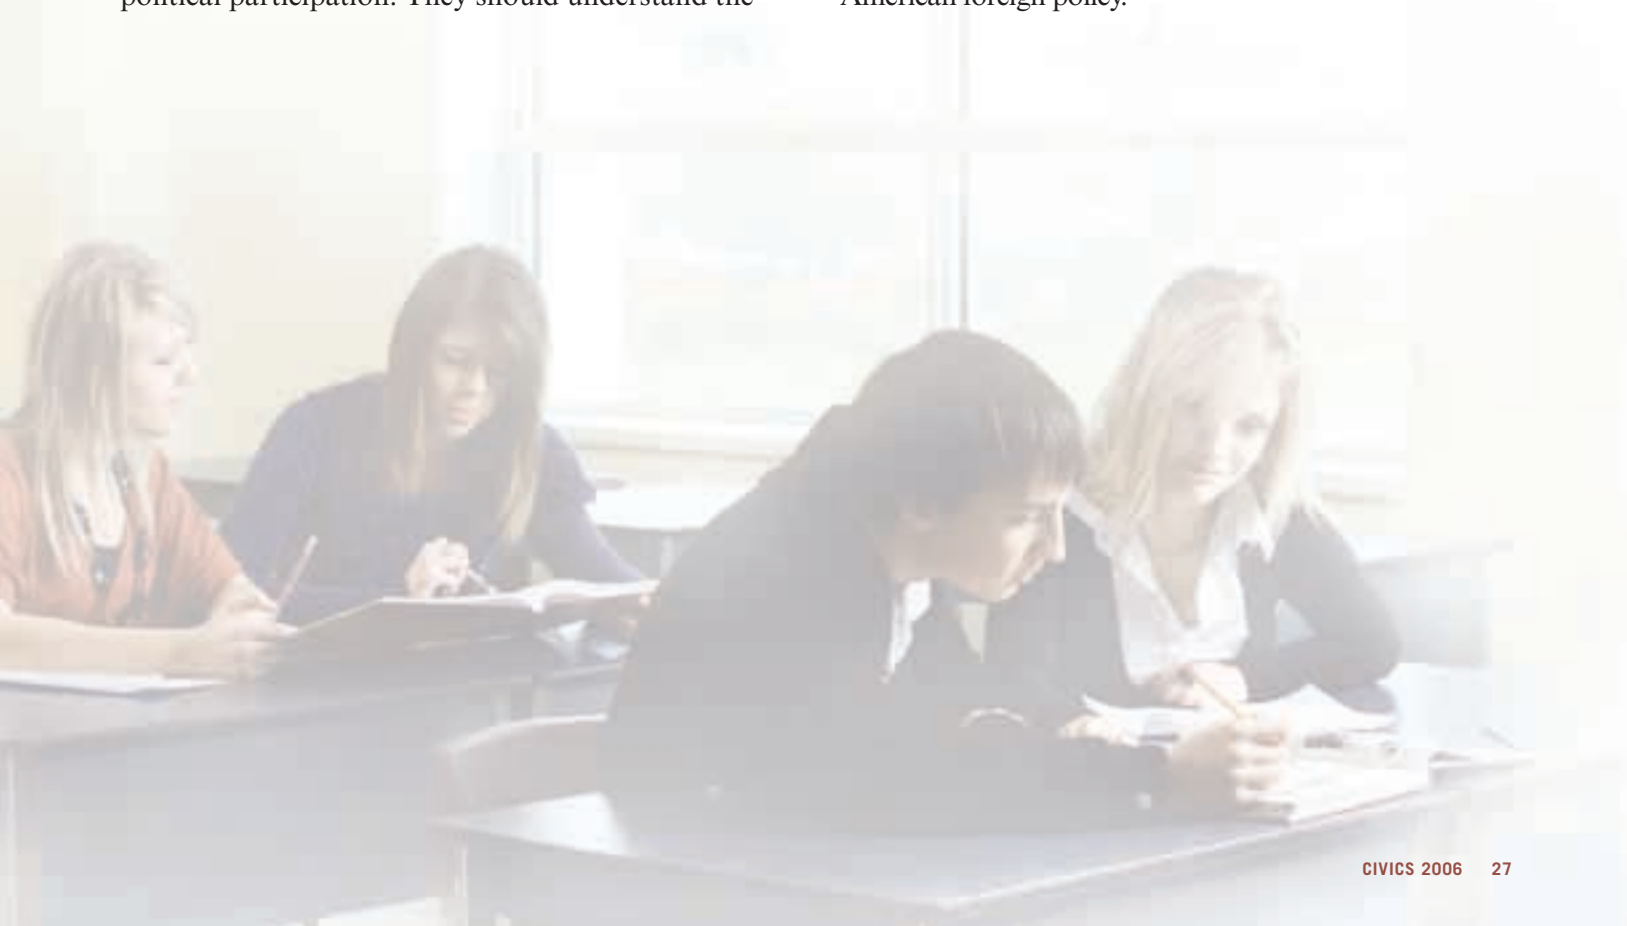 political participation. They should understand the
American foreign policy.
CIVICS 2006 27